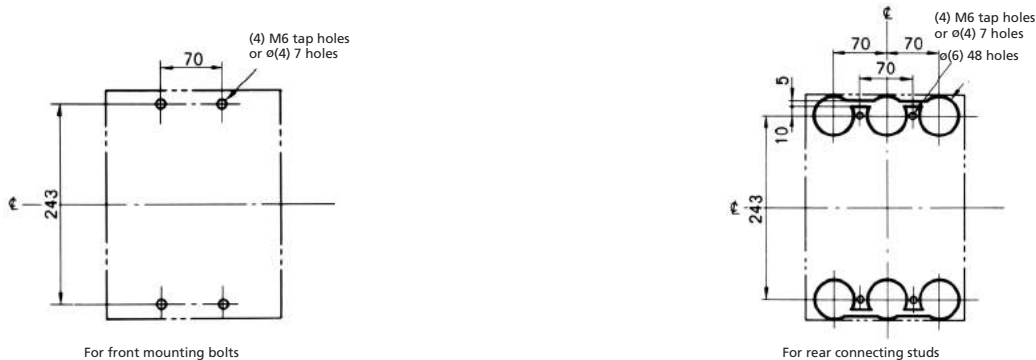 (4) M6 tap holes
or ø(4) 7 holes
70
243
℄
For front mounting bolts
℄
(4) M6 tap holes
or ø(4) 7 holes
70 70
ø(6) 48 holes
70
5
10
243
℄
For rear connecting studs